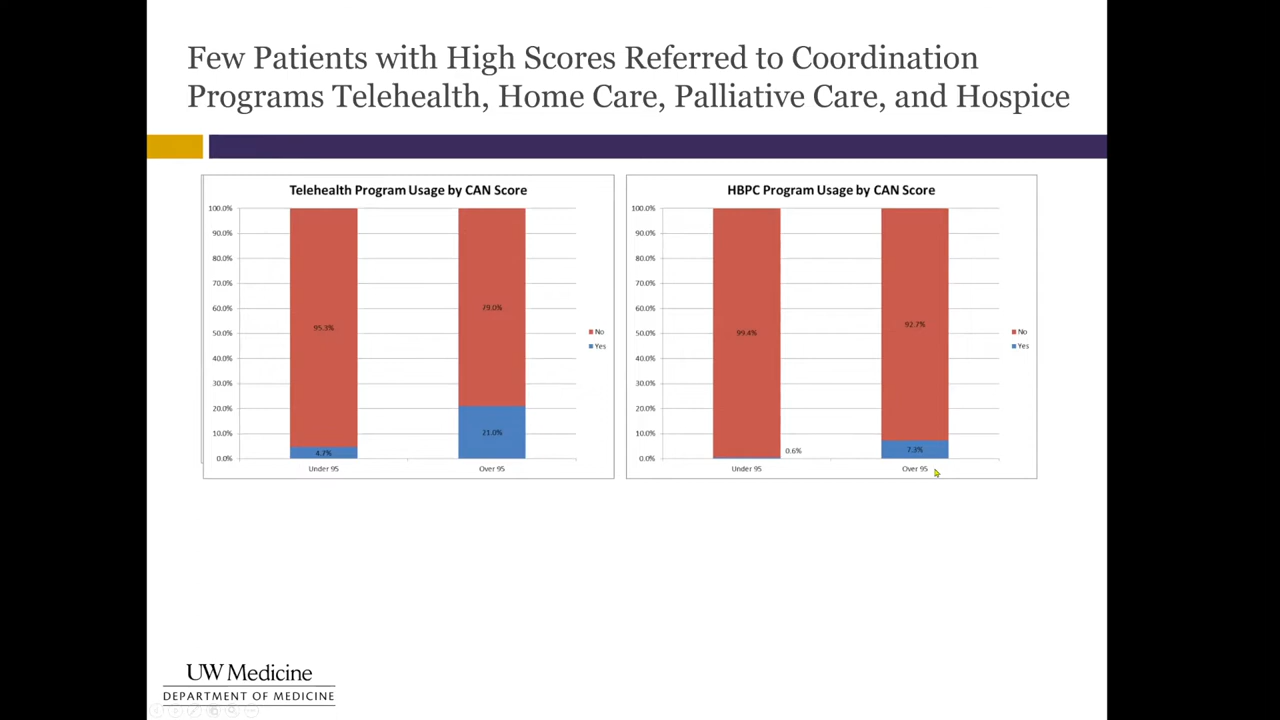 Few Patients with High Scores Referred to Coordination
Programs Telehealth, Home Care, Palliative Care, and Hospice
Telehealth Program Usage by CAN Score
100.0%
90.0%
80.0%
70.0%
60.0%
50.0%
40.0%
30.0%
20.0%
10.0%
0.0%
95.3%
4.7%
79.0%
21.0%
Under 95
Over 95
No
Yes
HBPC Program Usage by CAN Score
100.0%
90.0%
80.0%
70.0%
60.0%
50.0%
40.0%
30.0%
20.0%
10.0%
0.0%
99.4%
0.6%
92.7%
7.3%
Under 95
Over 95
No
Yes
UW Medicine
DEPARTMENT OF MEDICINE